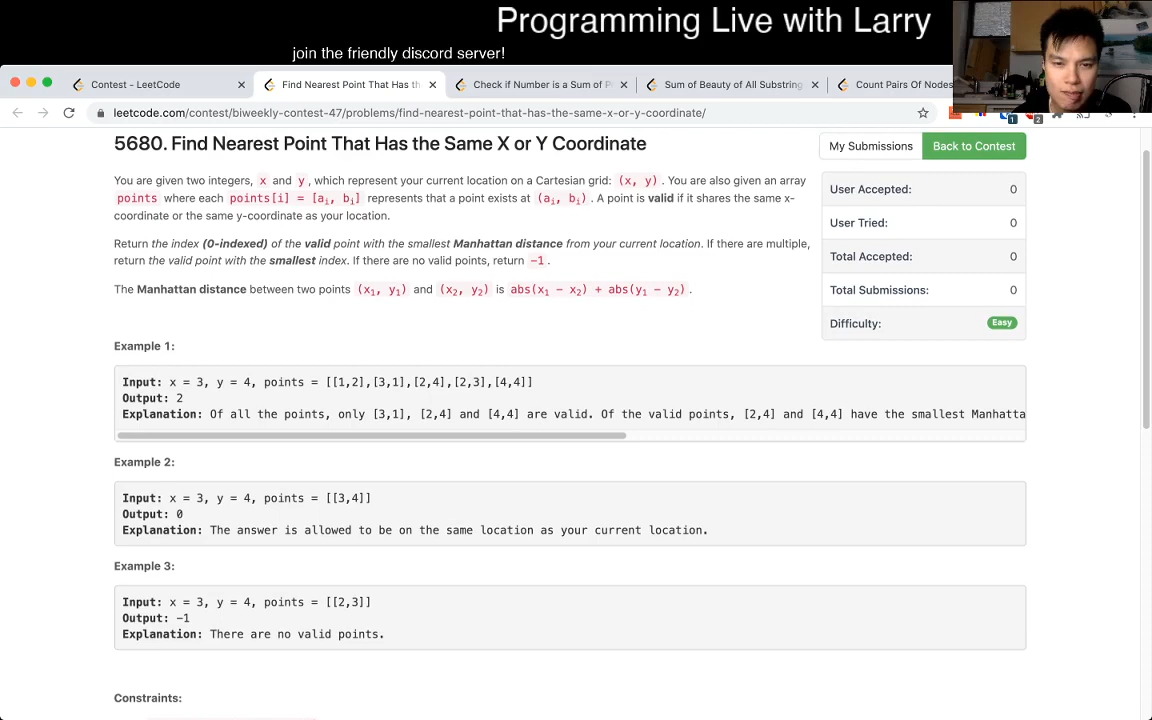 Programming Live with Larry
join the friendly discord server!
Contest - LeetCode
Find Nearest Point That Has th
Check if Number is a Sum of P
Sum of Beauty of All Substring
Count Pairs Of Nodes
leetcode.com/contest/biweekly-contest-47/problems/find-nearest-point-that-has-the-same-x-or-y-coordinate/
1
2
5680. Find Nearest Point That Has the Same X or Y Coordinate
My Submissions
Back to Contest
You are given two integers, x and y, which represent your current location on a Cartesian grid: (x, y). You are also given an array
points where each points[i] = [ai, bi] represents that a point exists at (ai, bi). A point is valid if it shares the same x-
coordinate or the same y-coordinate as your location.
Return the index (0-indexed) of the valid point with the smallest Manhattan distance from your current location. If there are multiple,
return the valid point with the smallest index. If there are no valid points, return -1.
The Manhattan distance between two points (x1, y1) and (x2, y2) is abs(x1 - x2) + abs(y1 - y2).
User Accepted: 0
User Tried: 0
Total Accepted: 0
Total Submissions: 0
Difficulty: Easy
Example 1:
Input: x = 3, y = 4, points = [[1,2],[3,1],[2,4],[2,3],[4,4]]
Output: 2
Explanation: Of all the points, only [3,1], [2,4] and [4,4] are valid. Of the valid points, [2,4] and [4,4] have the smallest Manhatta
Example 2:
Input: x = 3, y = 4, points = [[3,4]]
Output: 0
Explanation: The answer is allowed to be on the same location as your current location.
Example 3:
Input: x = 3, y = 4, points = [[2,3]]
Output: -1
Explanation: There are no valid points.
Constraints: